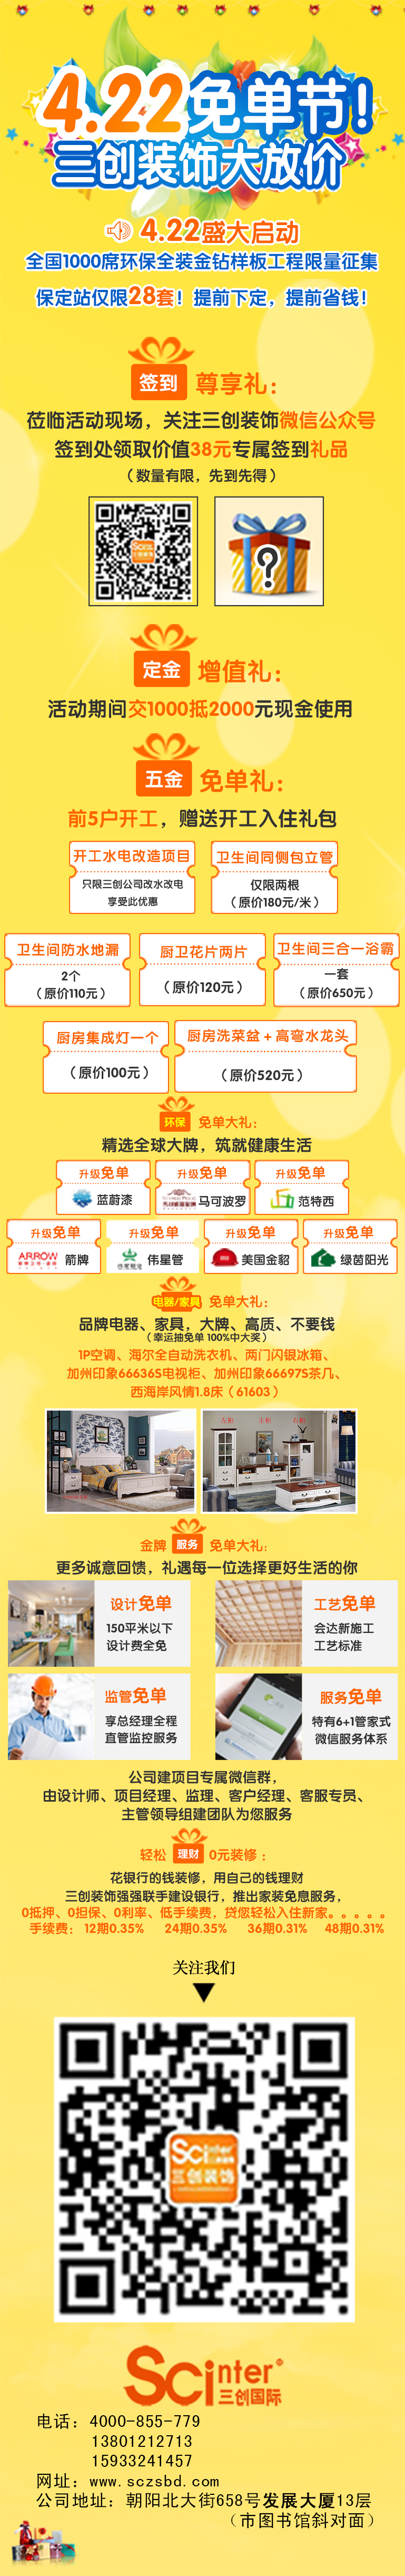 4.22免单节!
三创装饰大放价
4.22盛大启动
全国1000席环保全装金钻样板工程限量征集
保定站仅限28套！提前下定，提前省钱！
签到 尊享礼：
莅临活动现场，关注三创装饰微信公众号
签到处领取价值38元专属签到礼品
（数量有限，先到先得）
?
定金 增值礼：
活动期间交1000抵2000元现金使用
五金 免单礼：
前5户开工，赠送开工入住礼包
开工水电改造项目
只限三创公司改水改电
享受此优惠
卫生间同侧包立管
仅限两根
（原价180元/米）
卫生间防水地漏
2个
（原价110元）
厨卫花片两片
（原价120元）
卫生间三合一浴霸
一套
（原价650元）
厨房集成灯一个
（原价100元）
厨房洗菜盆+高弯水龙头
（原价520元）
环保 免单大礼：
精选全球大牌，筑就健康生活
升级免单
蓝蔚漆
升级免单
马可波罗
升级免单
范特西
升级免单
ARROW
箭牌
升级免单
伟星管
升级免单
美国金貂
升级免单
绿茵阳光
电器/家具 免单大礼：
品牌电器、家具，大牌、高质、不要钱
（幸运抽免单 100%中大奖）
1P空调、海尔全自动洗衣机、两门闪银冰箱、
加州印象66636S电视柜、加州印象66697S茶几、
西海岸风情1.8床（61603）
左柜 主柜 右柜
金牌 服务 免单大礼：
更多诚意回馈，礼遇每一位选择更好生活的你
设计免单
150平米以下
设计费全免
工艺免单
会达新施工
工艺标准
监管免单
享总经理全程
直管监控服务
服务免单
特有6+1管家式
微信服务体系
公司建项目专属微信群，
由设计师、项目经理、监理、客户经理、客服专员、
主管领导组建团队为您服务
轻松 理财 0元装修：
花银行的钱装修，用自己的钱理财
三创装饰强强联手建设银行，推出家装免息服务，
0抵押、0担保、0利率、低手续费，贷您轻松入住新家。。。。。
手续费： 12期0.35% 24期0.35% 36期0.31% 48期0.31%
关注我们
Scinter
三创装饰
Scinter®
三创国际
电话：4000-855-779
13801212713
15933241457
网址：www.sczsbd.com
公司地址：朝阳北大街658号发展大厦13层
（市图书馆斜对面）